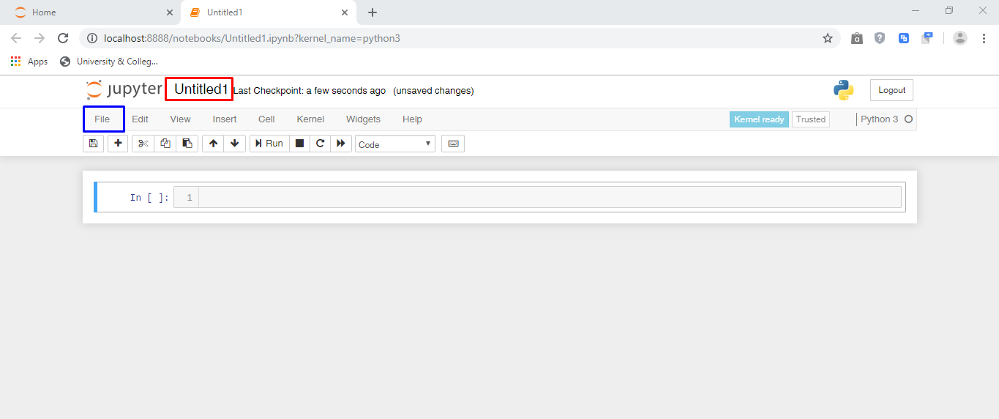 Home
Untitled1
localhost:8888/notebooks/Untitled1.ipynb?kernel_name=python3
Apps
University & Colleg...
jupyter Untitled1 Last Checkpoint: a few seconds ago (unsaved changes)
Logout
File Edit View Insert Cell Kernel Widgets Help
Kernel ready Trusted Python 3
Run Code
In [ ]: 1